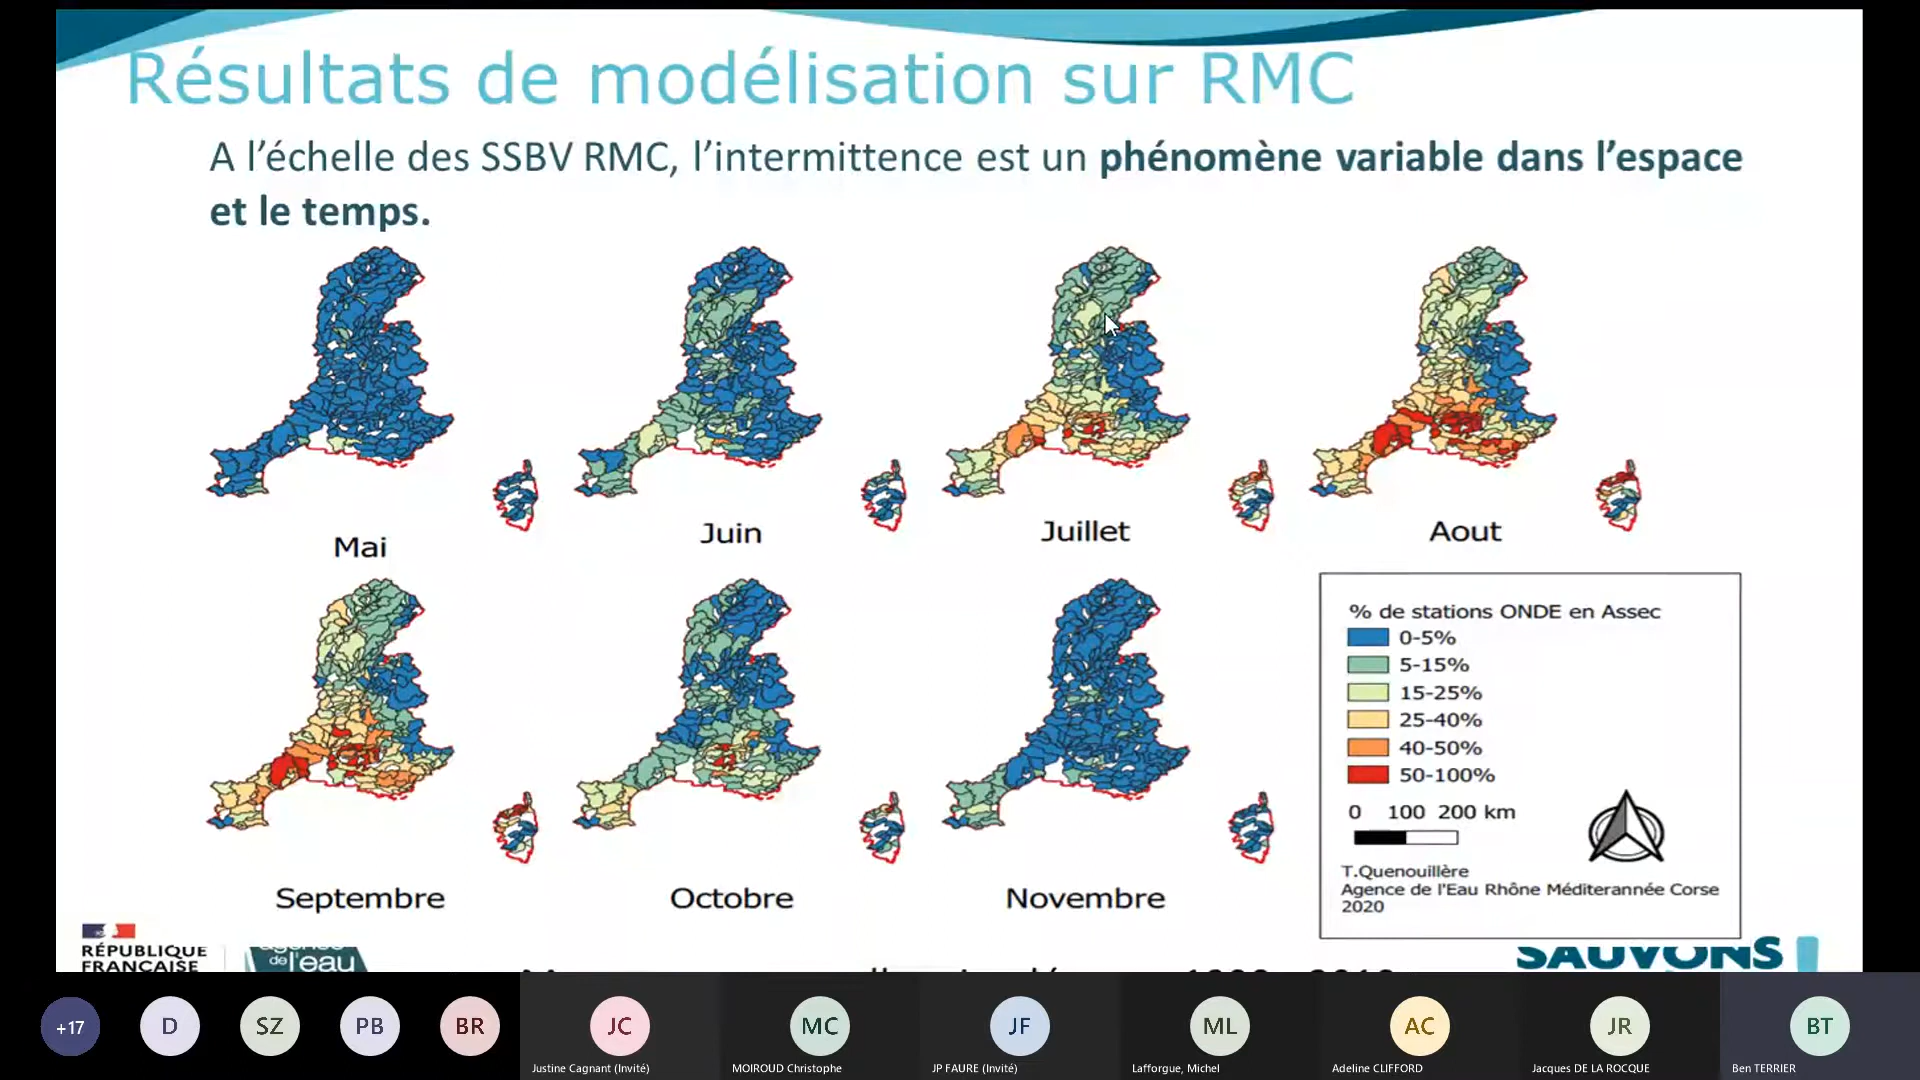 Résultats de modélisation sur RMC
A l’échelle des SSBV RMC, l’intermittence est un phénomène variable dans l’espace
et le temps.
Mai
Juin
Juillet
Aout
Septembre
Octobre
Novembre
% de stations ONDE en Assec
0-5%
5-15%
15-25%
25-40%
40-50%
50-100%
0 100 200 km
T.Quenouillère
Agence de l'Eau Rhône Méditerannée Corse
2020
RÉPUBLIQUE
FRANÇAISE
agence
de l'eau
SAUVONS
+17
D
SZ
PB
BR
JC
MC
JF
ML
AC
JR
BT
Justine Cagnant (Invité)
MOIROUD Christophe
JP FAURE (Invité)
Lafforgue, Michel
Adeline CLIFFORD
Jacques DE LA ROCQUE
Ben TERRIER